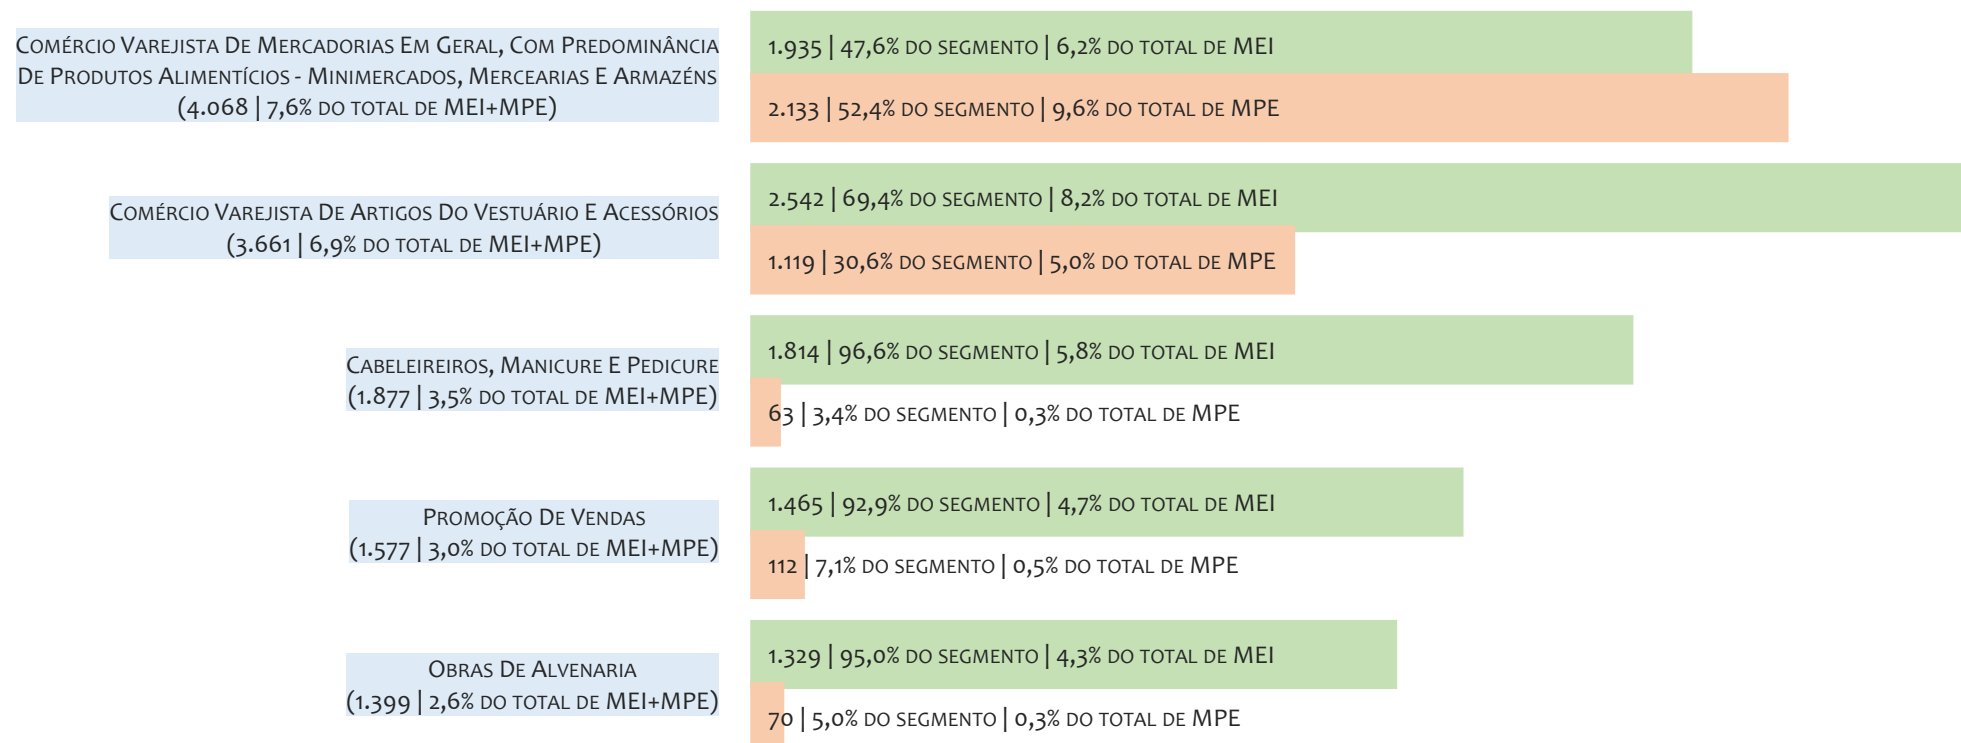 Comércio Varejista De Mercadorias Em Geral, Com Predominância
De Produtos Alimentícios - Minimercados, Mercearias E Armazéns
(4.068 | 7,6% do total de MEI+MPE)
1.935 | 47,6% do segmento | 6,2% do total de MEI
2.133 | 52,4% do segmento | 9,6% do total de MPE
Comércio Varejista De Artigos Do Vestuário E Acessórios
(3.661 | 6,9% do total de MEI+MPE)
2.542 | 69,4% do segmento | 8,2% do total de MEI
1.119 | 30,6% do segmento | 5,0% do total de MPE
Cabeleireiros, Manicure E Pedicure
(1.877 | 3,5% do total de MEI+MPE)
1.814 | 96,6% do segmento | 5,8% do total de MEI
63 | 3,4% do segmento | 0,3% do total de MPE
Promoção De Vendas
(1.577 | 3,0% do total de MEI+MPE)
1.465 | 92,9% do segmento | 4,7% do total de MEI
112 | 7,1% do segmento | 0,5% do total de MPE
Obras De Alvenaria
(1.399 | 2,6% do total de MEI+MPE)
1.329 | 95,0% do segmento | 4,3% do total de MEI
70 | 5,0% do segmento | 0,3% do total de MPE